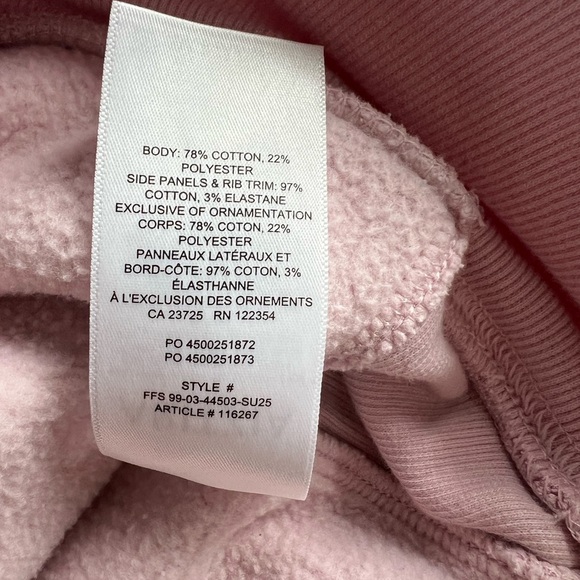 BODY: 78% COTTON, 22%
POLYESTER
SIDE PANELS & RIB TRIM: 97%
COTTON, 3% ELASTANE
EXCLUSIVE OF ORNAMENTATION
CORPS: 78% COTON, 22%
POLYESTER
PANNEAUX LATÉRAUX ET
BORD-CÔTE: 97% COTON, 3%
ÉLASTHANNE
À L'EXCLUSION DES ORNEMENTS
CA 23725 RN 122354
PO 4500251872
PO 4500251873
STYLE #
FFS 99-03-44503-SU25
ARTICLE # 116267